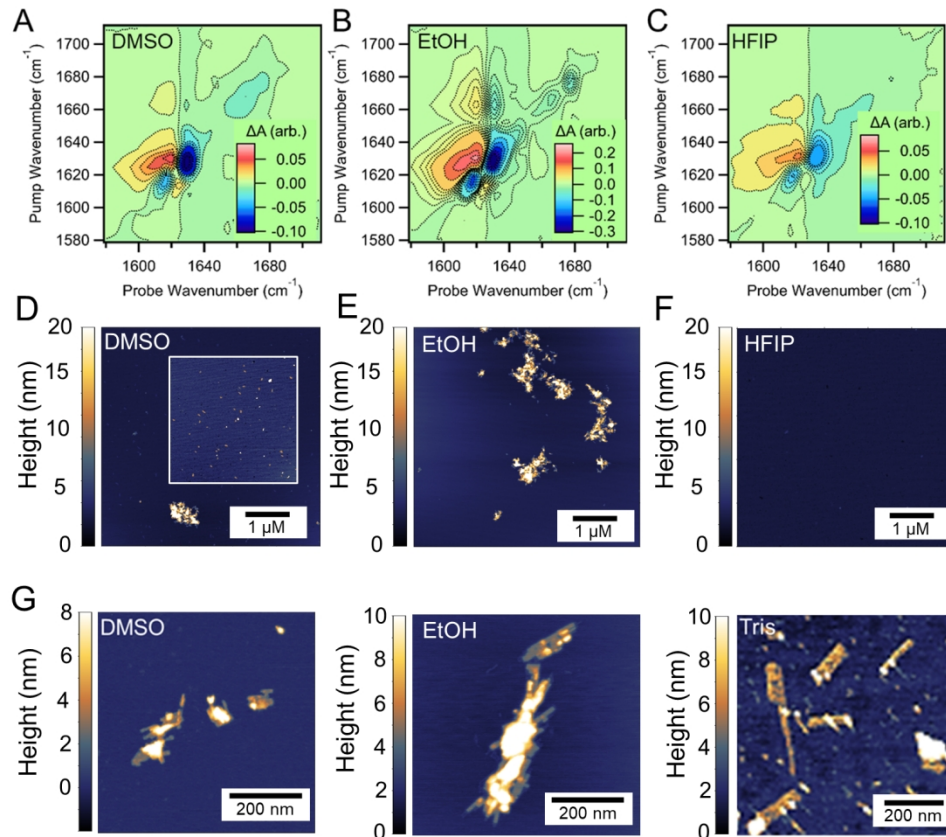 A
DMSO
Pump Wavenumber (cm⁻¹)
1700
1680
1660
1640
1620
1600
1580
ΔA (arb.)
0.05
0.00
-0.05
-0.10
1600 1640 1680
Probe Wavenumber (cm⁻¹)
B
EtOH
Pump Wavenumber (cm⁻¹)
1700
1680
1660
1640
1620
1600
1580
ΔA (arb.)
0.2
0.1
0.0
-0.1
-0.2
-0.3
1600 1640 1680
Probe Wavenumber (cm⁻¹)
C
HFIP
Pump Wavenumber (cm⁻¹)
1700
1680
1660
1640
1620
1600
1580
ΔA (arb.)
0.05
0.00
-0.05
-0.10
1600 1640 1680
Probe Wavenumber (cm⁻¹)
D
Height (nm)
20
15
10
5
0
DMSO
1 µM
E
Height (nm)
20
15
10
5
0
EtOH
1 µM
F
Height (nm)
20
15
10
5
0
HFIP
1 µM
G
Height (nm)
8
6
4
2
0
DMSO
200 nm
Height (nm)
10
8
6
4
2
0
EtOH
200 nm
Height (nm)
10
8
6
4
2
0
Tris
200 nm